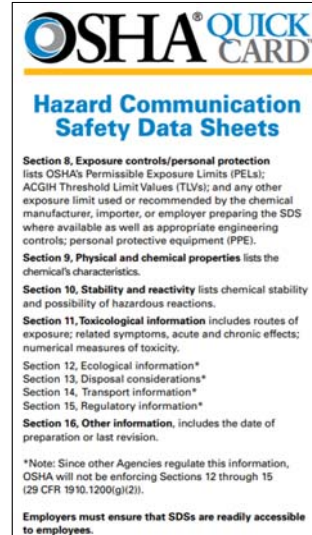 OSHA® QUICK
CARD™
Hazard Communication
Safety Data Sheets
Section 8, Exposure controls/personal protection
lists OSHA's Permissible Exposure Limits (PELs);
ACGIH Threshold Limit Values (TLVs); and any other
exposure limit used or recommended by the chemical
manufacturer, importer, or employer preparing the SDS
where available as well as appropriate engineering
controls; personal protective equipment (PPE).
Section 9, Physical and chemical properties lists the
chemical's characteristics.
Section 10, Stability and reactivity lists chemical stability
and possibility of hazardous reactions.
Section 11, Toxicological information includes routes of
exposure; related symptoms, acute and chronic effects;
numerical measures of toxicity.
Section 12, Ecological information*
Section 13, Disposal considerations*
Section 14, Transport information*
Section 15, Regulatory information*
Section 16, Other information, includes the date of
preparation or last revision.
*Note: Since other Agencies regulate this information,
OSHA will not be enforcing Sections 12 through 15
(29 CFR 1910.1200(g)(2)).
Employers must ensure that SDSs are readily accessible
to employees.